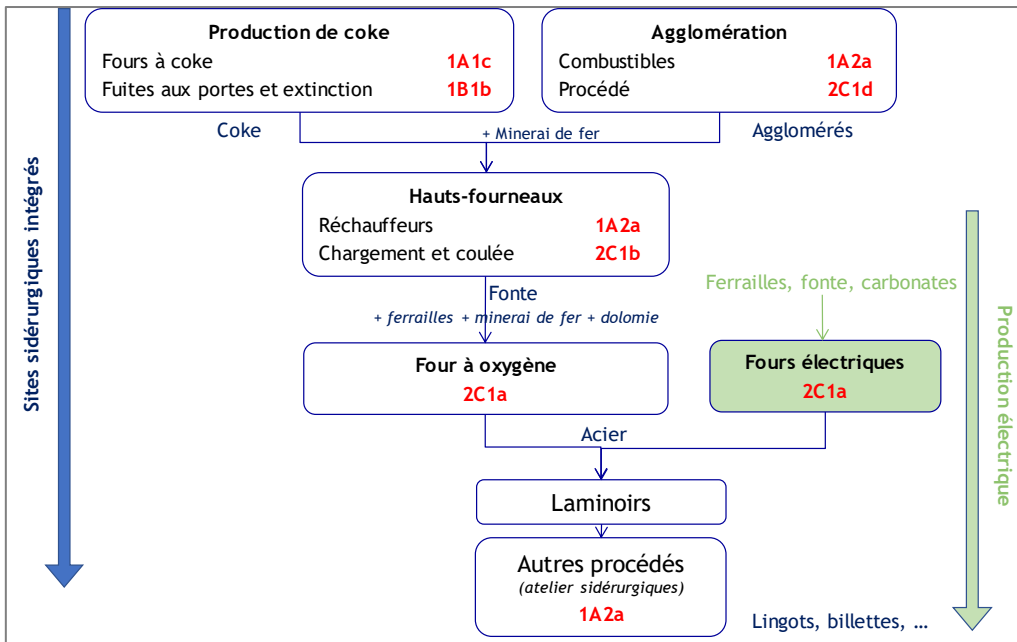 Sites sidérurgiques intégrés
Production de coke
Fours à coke 1A1c
Fuites aux portes et extinction 1B1b
Agglomération
Combustibles 1A2a
Procédé 2C1d
Coke
+ Minerai de fer
Agglomérés
Hauts-fourneaux
Réchauffeurs 1A2a
Chargement et coulée 2C1b
Fonte
+ ferrailles + minerai de fer + dolomie
Ferrailles, fonte, carbonates
Four à oxygène
2C1a
Fours électriques
2C1a
Production électrique
Acier
Laminoirs
Autres procédés
(atelier sidérurgiques)
1A2a
Lingots, billettes, …